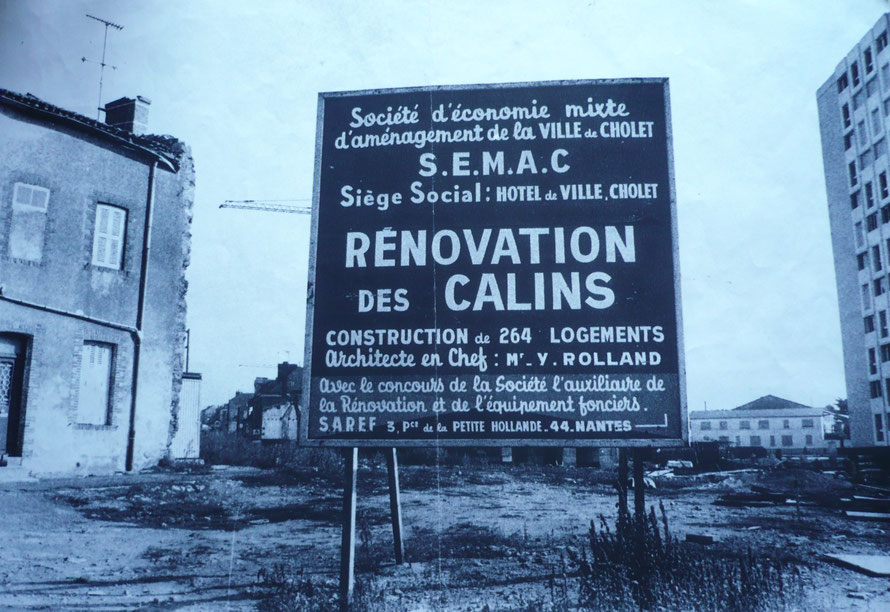 Société d'économie mixte
d'aménagement de la VILLE de CHOLET
S.E.M.A.C
Siège Social: HOTEL de VILLE, CHOLET
RÉNOVATION
DES CALINS
CONSTRUCTION de 264 LOGEMENTS
Architecte en Chef: Mr. Y. ROLLAND
Avec le concours de la Société l'auxiliaire de
la Rénovation et de l'équipement fonciers.
SAREF 3, Pce de la PETITE HOLLANDE. 44. NANTES